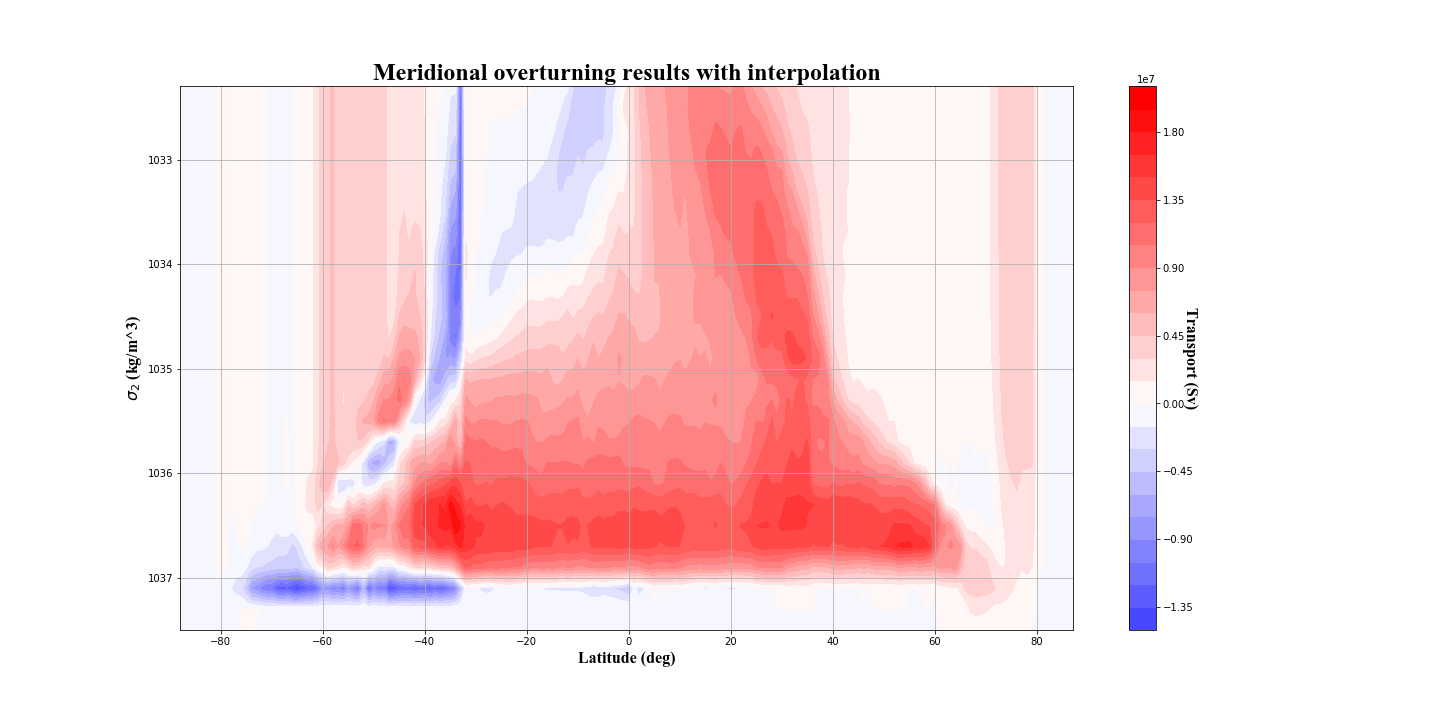 Meridional overturning results with interpolation
1e7
1.80
1.35
0.90
0.45
0.00
−0.45
−0.90
−1.35
Transport (Sv)
σ₂ (kg/m^3)
1033
1034
1035
1036
1037
−80 −60 −40 −20 0 20 40 60 80
Latitude (deg)